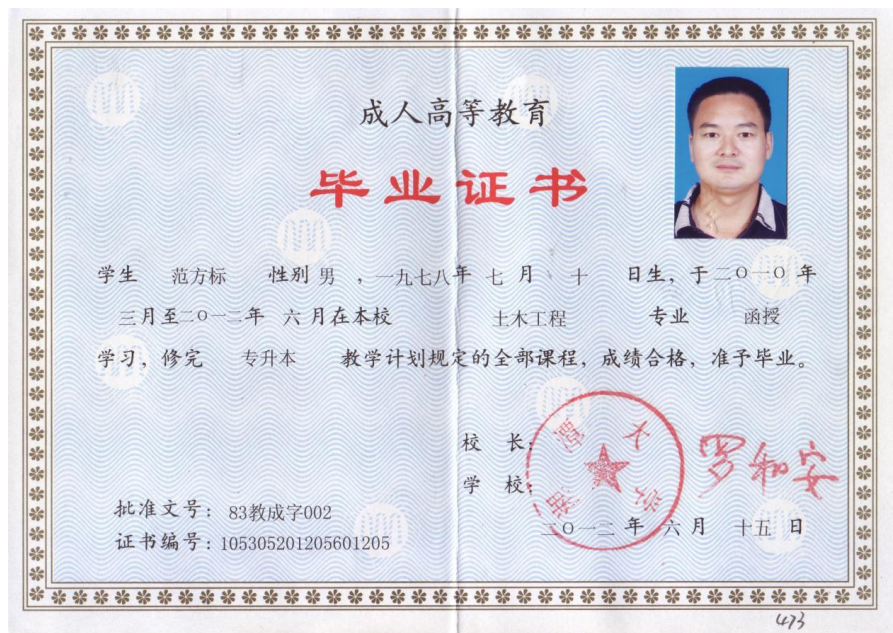 成人高等教育
毕业证书
学生 范方标 性别 男 ，一九七八年 七 月 十 日生，于二〇一〇年
三月至二〇一二年 六 月在本校 土木工程 专业 函授
学习，修完 专升本 教学计划规定的全部课程，成绩合格，准予毕业。
校 长：
罗和安
学 校：
湘潭大学
批准文号：83教成字002
证书编号：105305201205601205
二〇一二 年 六 月 十五 日
473